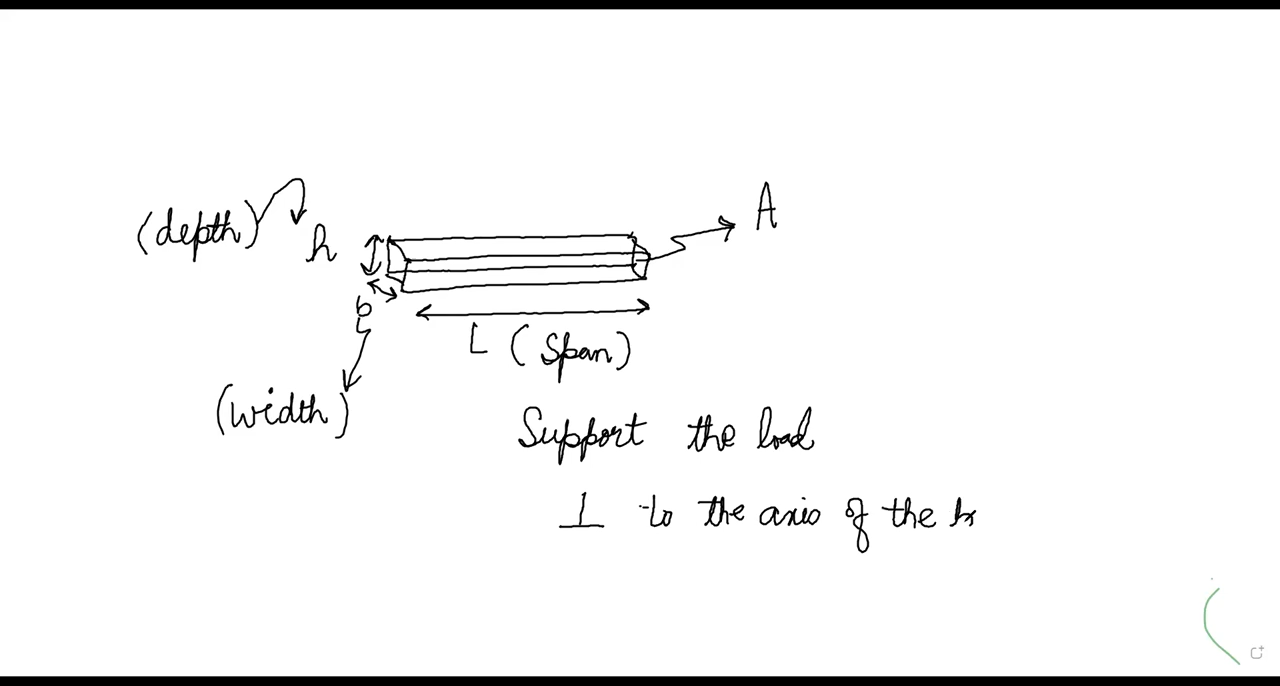 A
(depth) h
b
L (Span)
(width)
Support the load
⊥ to the axis of the